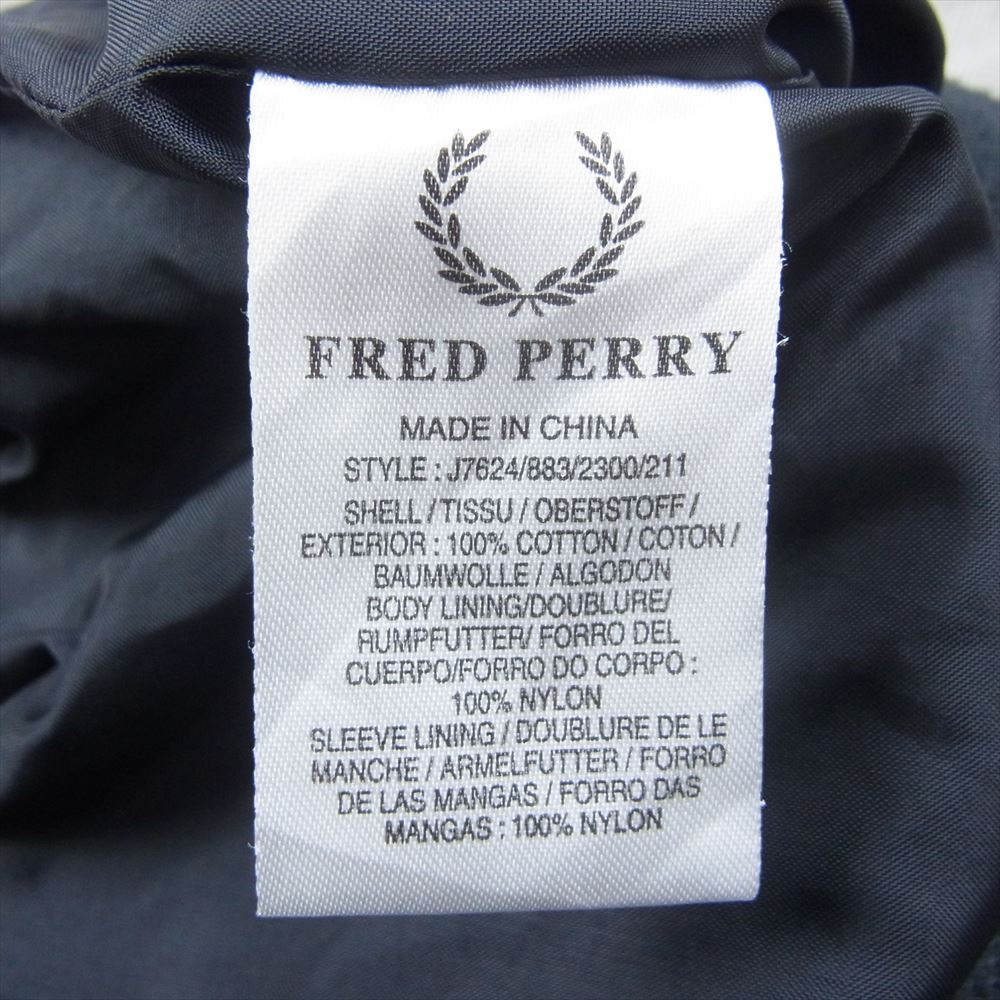 FRED PERRY
MADE IN CHINA
STYLE : J7624/883/2300/211
SHELL / TISSU / OBERSTOFF /
EXTERIOR : 100% COTTON / COTON /
BAUMWOLLE / ALGODON
BODY LINING/DOUBLURE/
RUMPFUTTER/ FORRO DEL
CUERPO/FORRO DO CORPO :
100% NYLON
SLEEVE LINING / DOUBLURE DE LE
MANCHE / ARMELFUTTER / FORRO
DE LAS MANGAS / FORRO DAS
MANGAS : 100% NYLON